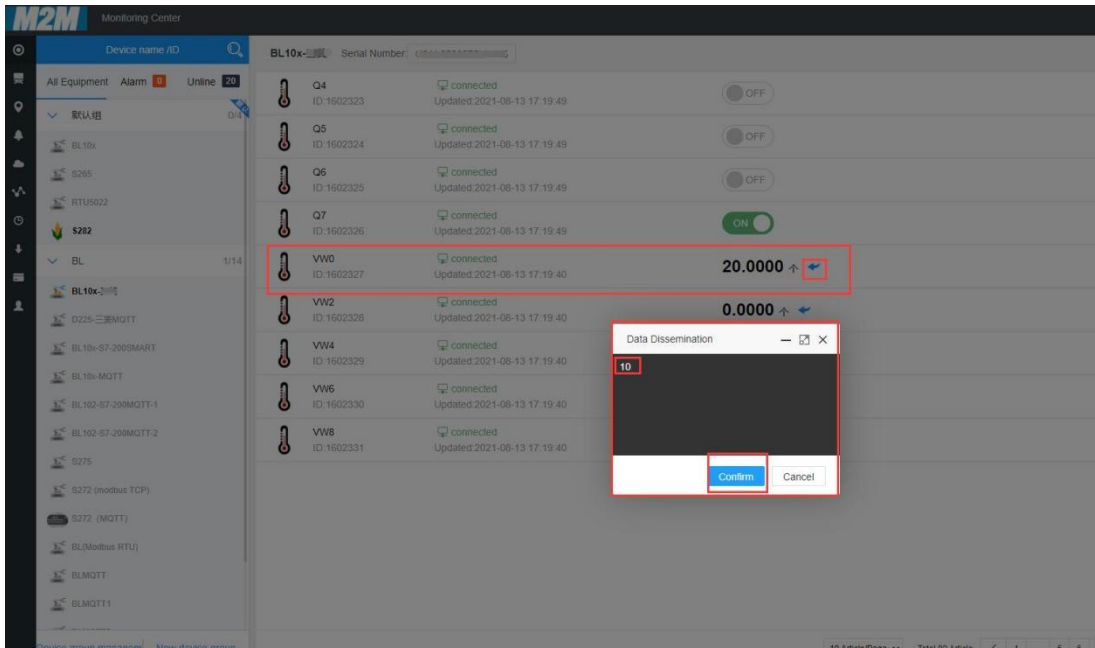 M2M Monitoring Center
Device name /ID
All Equipment Alarm 0 Unline 20
默认组 0/4
BL10x
S265
RTU5022
S282
BL 1/14
BL10x-
D225-三菱MQTT
BL10x-S7-200SMART
BL10x-MQTT
BL102-S7-200MQTT-1
BL102-S7-200MQTT-2
S275
S272 (modbus TCP)
S272 (MQTT)
BL(Modbus RTU)
BLMQTT
BLMQTT1
New device group
BL10x- Serial Number:
Q4 connected OFF
ID:1602323 Updated:2021-08-13 17:19:49
Q5 connected OFF
ID:1602324 Updated:2021-08-13 17:19:49
Q6 connected OFF
ID:1602325 Updated:2021-08-13 17:19:49
Q7 connected ON
ID:1602326 Updated:2021-08-13 17:19:49
VW0 connected 20.0000 个
ID:1602327 Updated:2021-08-13 17:19:40
VW2 connected 0.0000 个
ID:1602328 Updated:2021-08-13 17:19:40
VW4 connected
ID:1602329 Updated:2021-08-13 17:19:40
VW6 connected
ID:1602330 Updated:2021-08-13 17:19:40
VW8 connected
ID:1602331 Updated:2021-08-13 17:19:40
Data Dissemination
10
Confirm Cancel